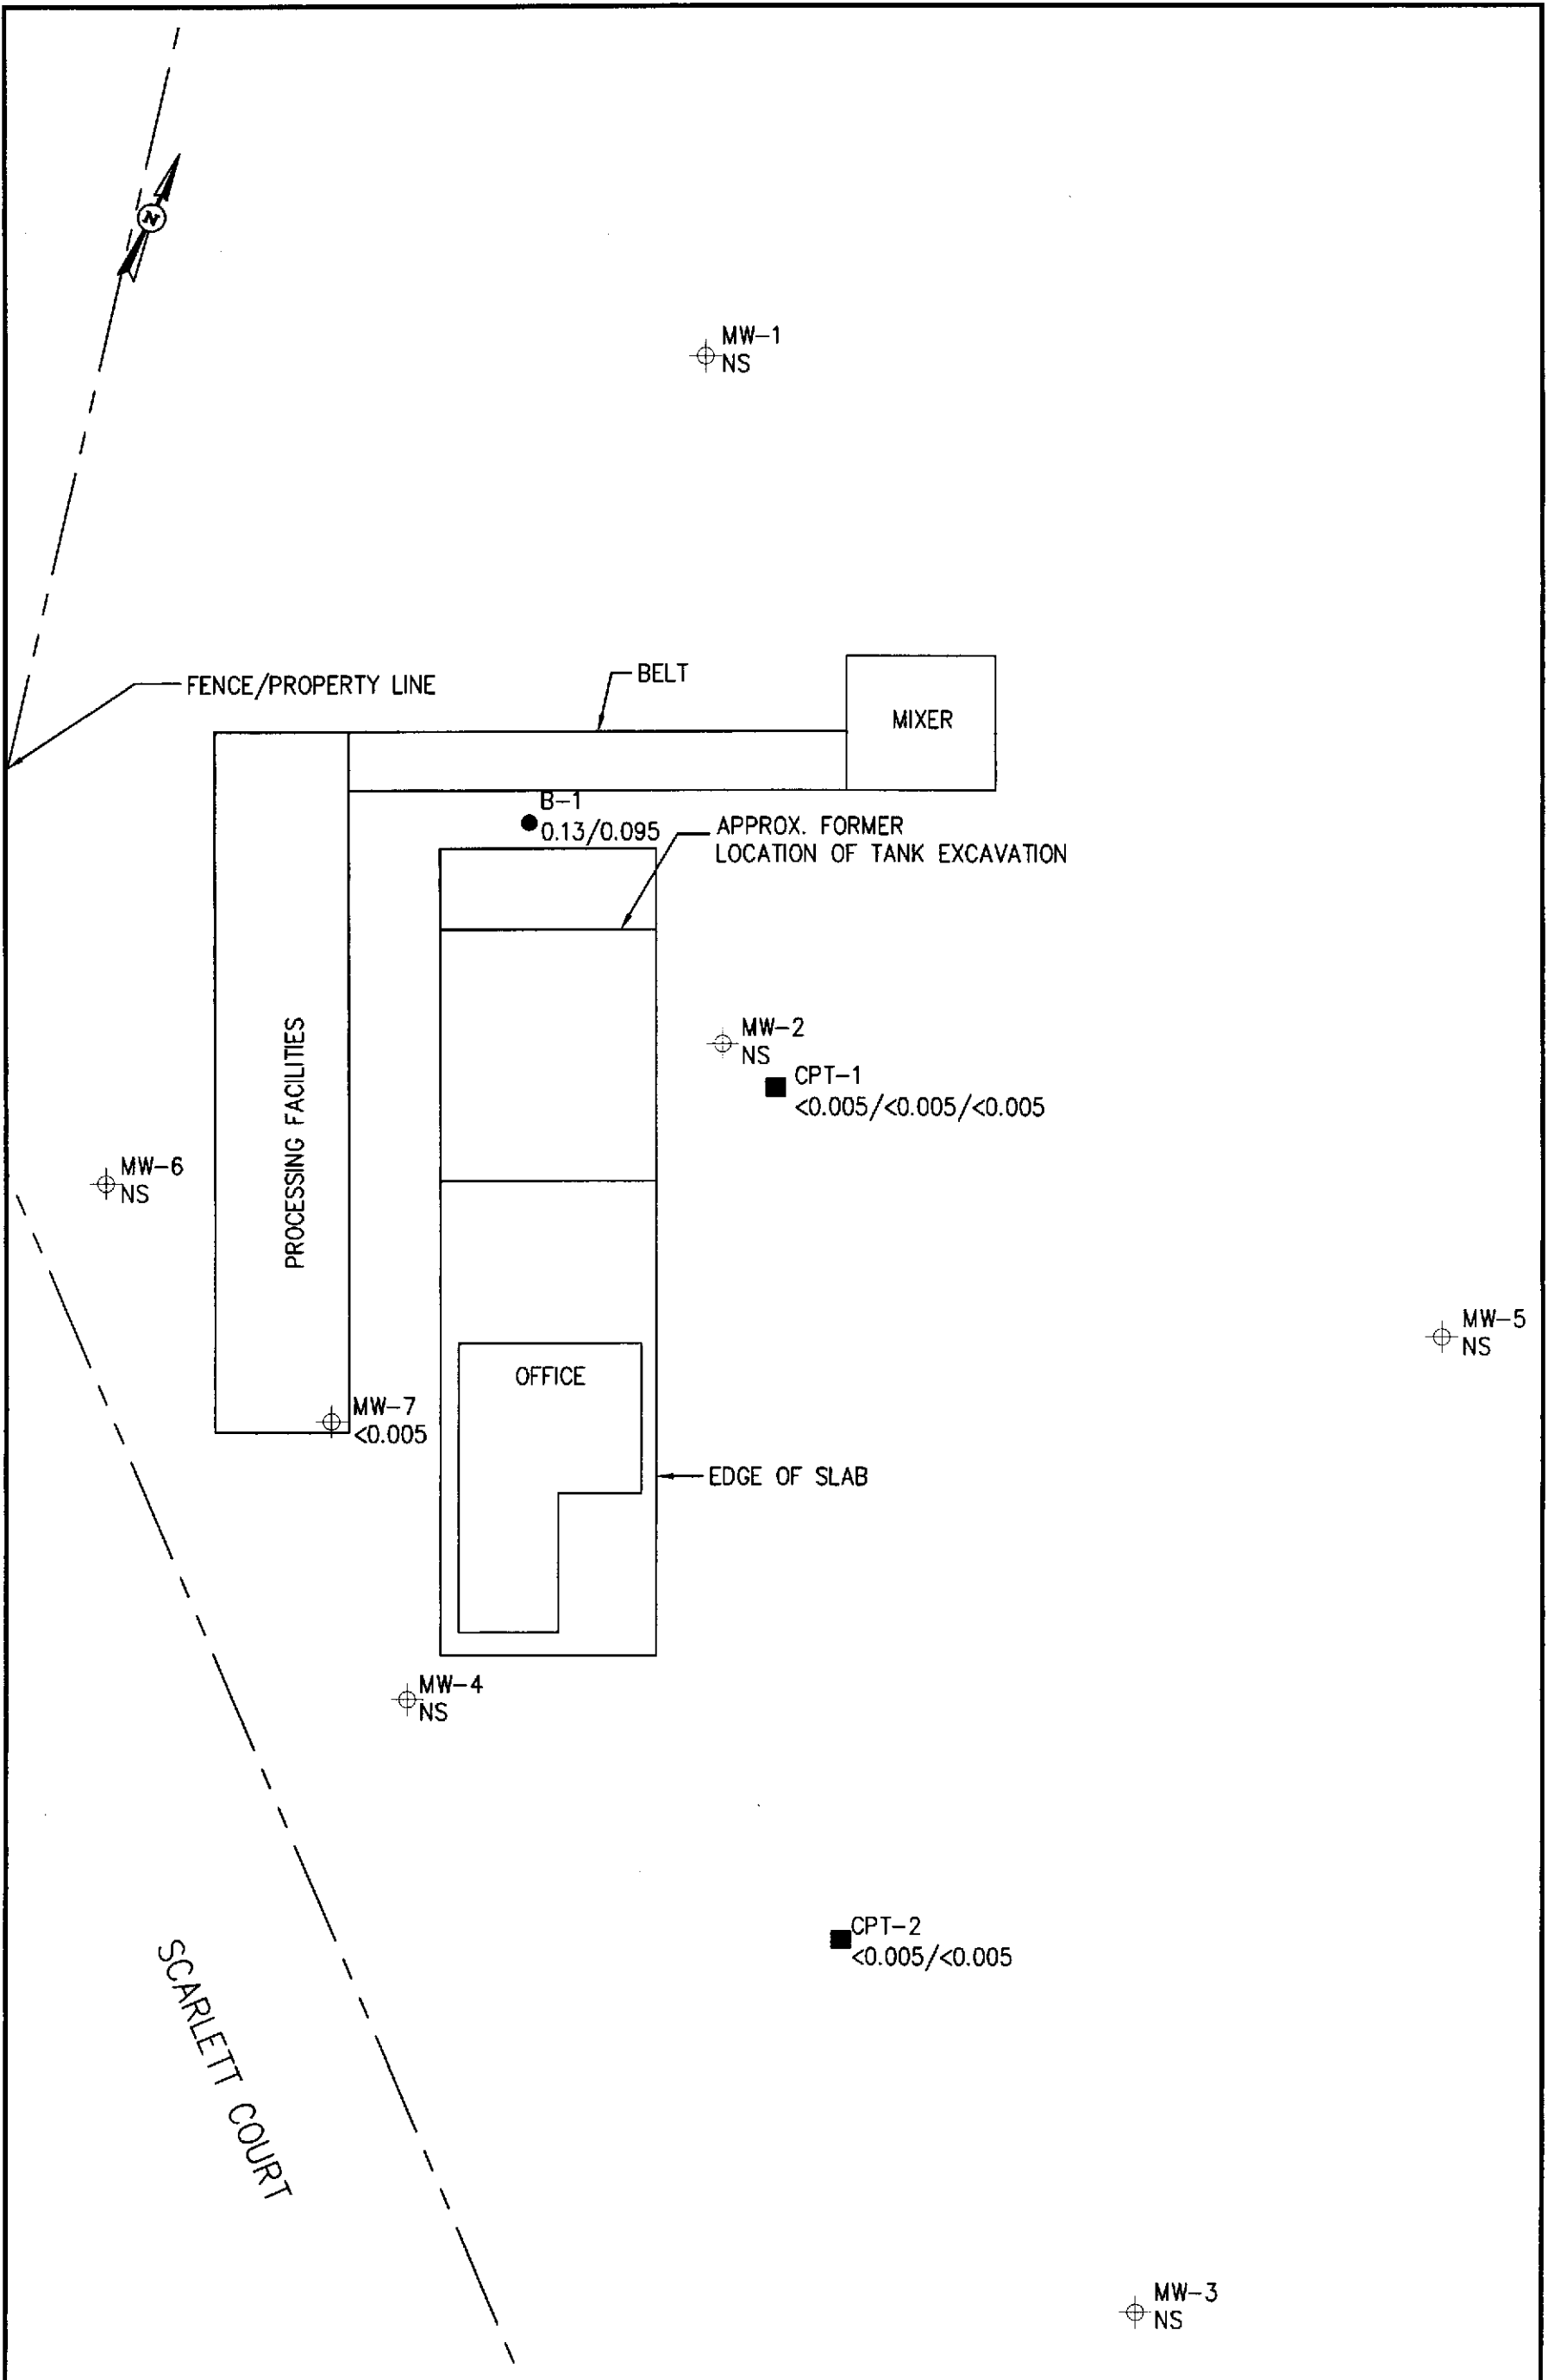 N
MW-1
NS
FENCE/PROPERTY LINE
BELT
MIXER
B-1
0.13/0.095
APPROX. FORMER
LOCATION OF TANK EXCAVATION
PROCESSING FACILITIES
MW-2
NS
CPT-1
<0.005/<0.005/<0.005
MW-6
NS
MW-5
NS
OFFICE
MW-7
<0.005
EDGE OF SLAB
MW-4
NS
CPT-2
<0.005/<0.005
SCARLETT COURT
MW-3
NS